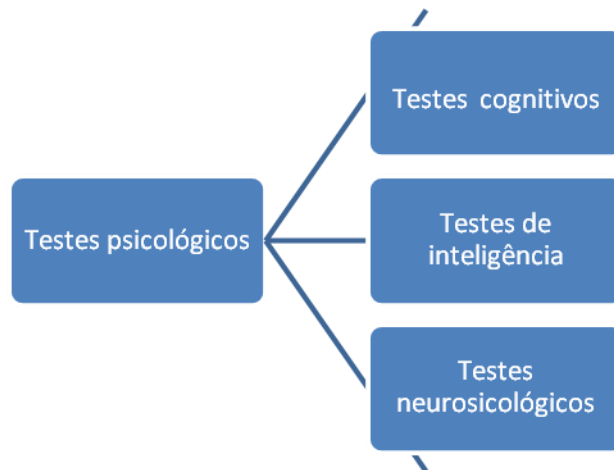 Testes psicológicos
Testes cognitivos
Testes de
inteligência
Testes
neurosicológicos